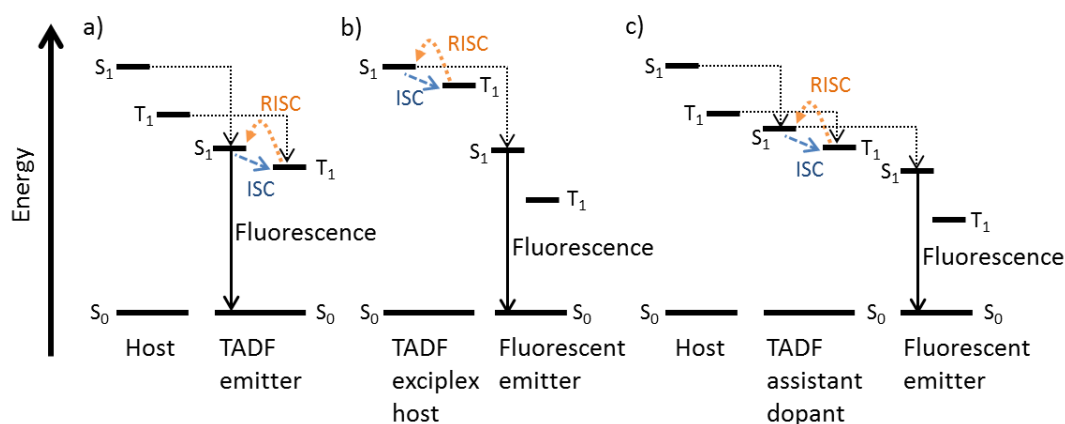 Energy
a)
S1
T1
RISC
S1
ISC
T1
Fluorescence
S0
S0
Host
TADF
emitter
b)
RISC
S1
ISC
T1
S1
T1
Fluorescence
S0
TADF
exciplex
host
Fluorescent
emitter
c)
S1
T1
RISC
S1
ISC
T1
S1
T1
Fluorescence
S0
S0
Host
TADF
assistant
dopant
Fluorescent
emitter